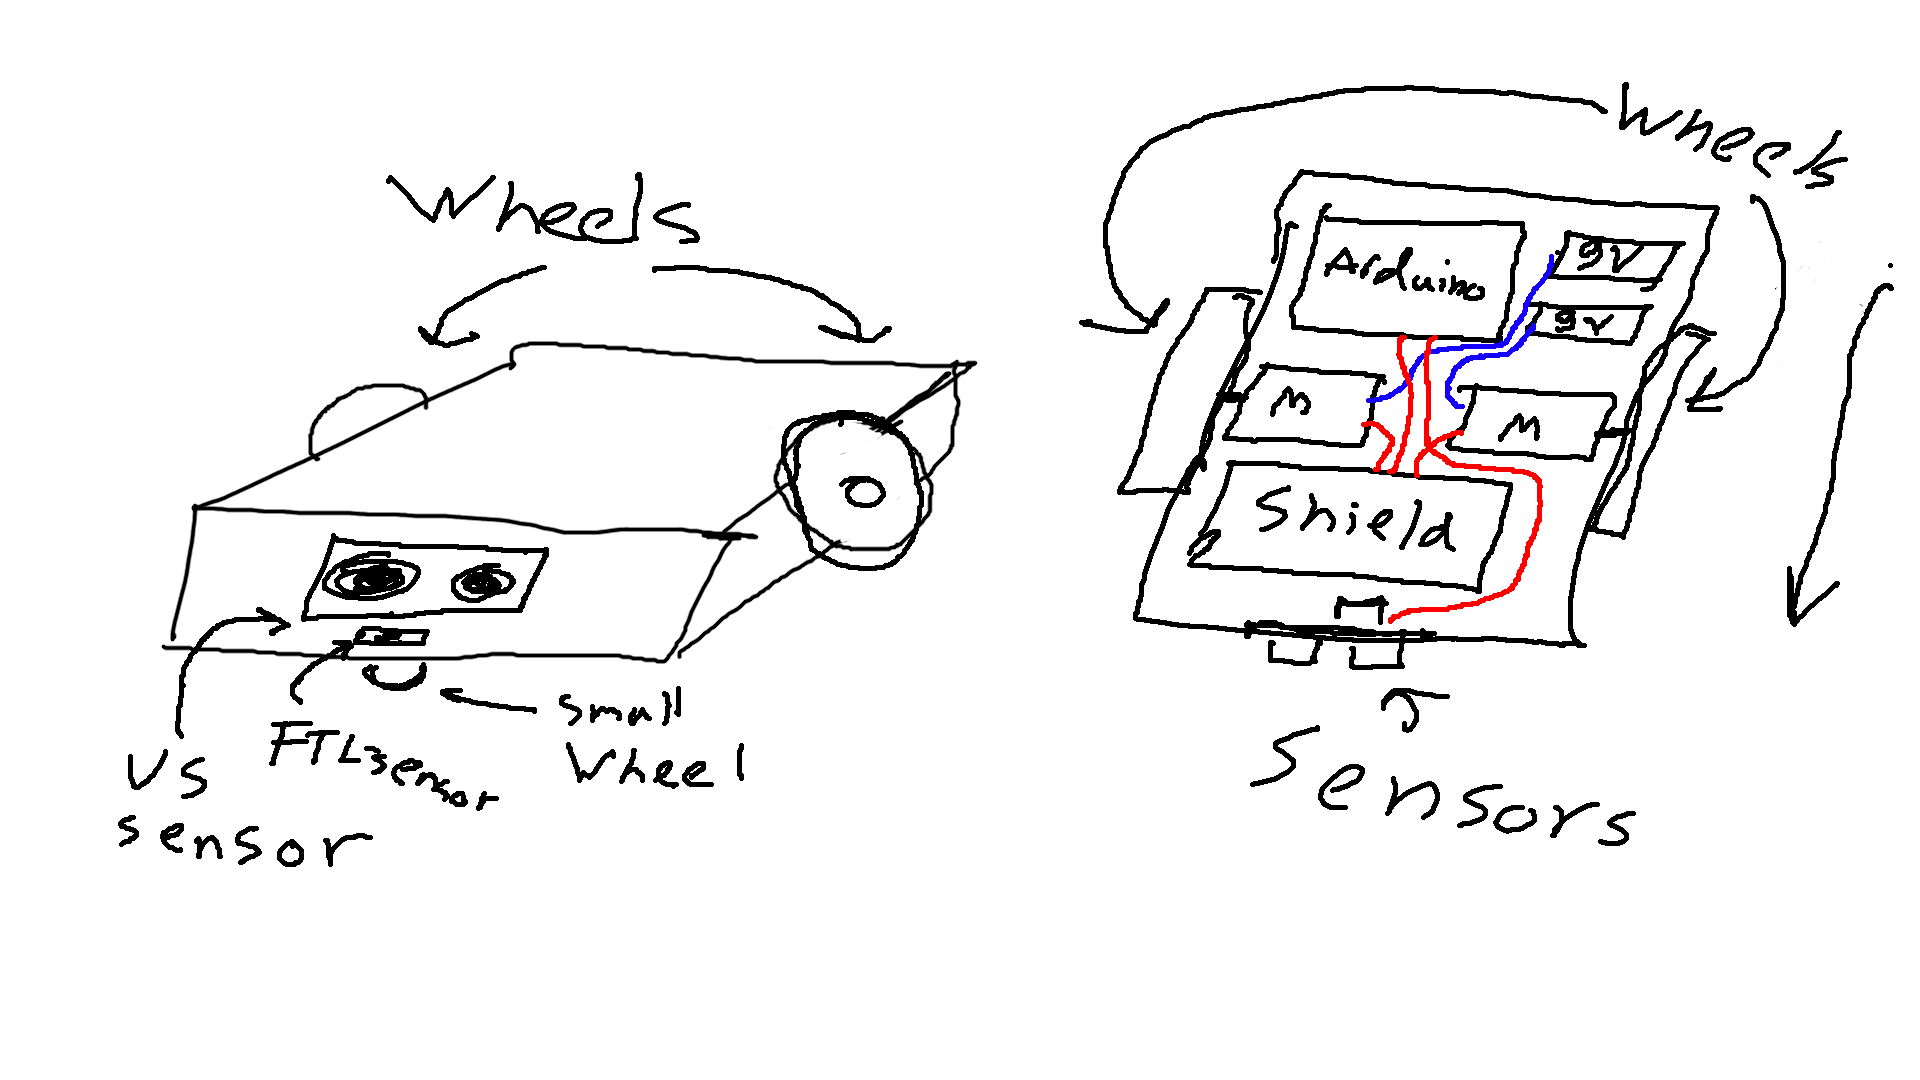 Wheels
US
sensor
FTL sensor
small
wheel
Wheels
Arduino
9V
9V
M
M
Shield
Sensors